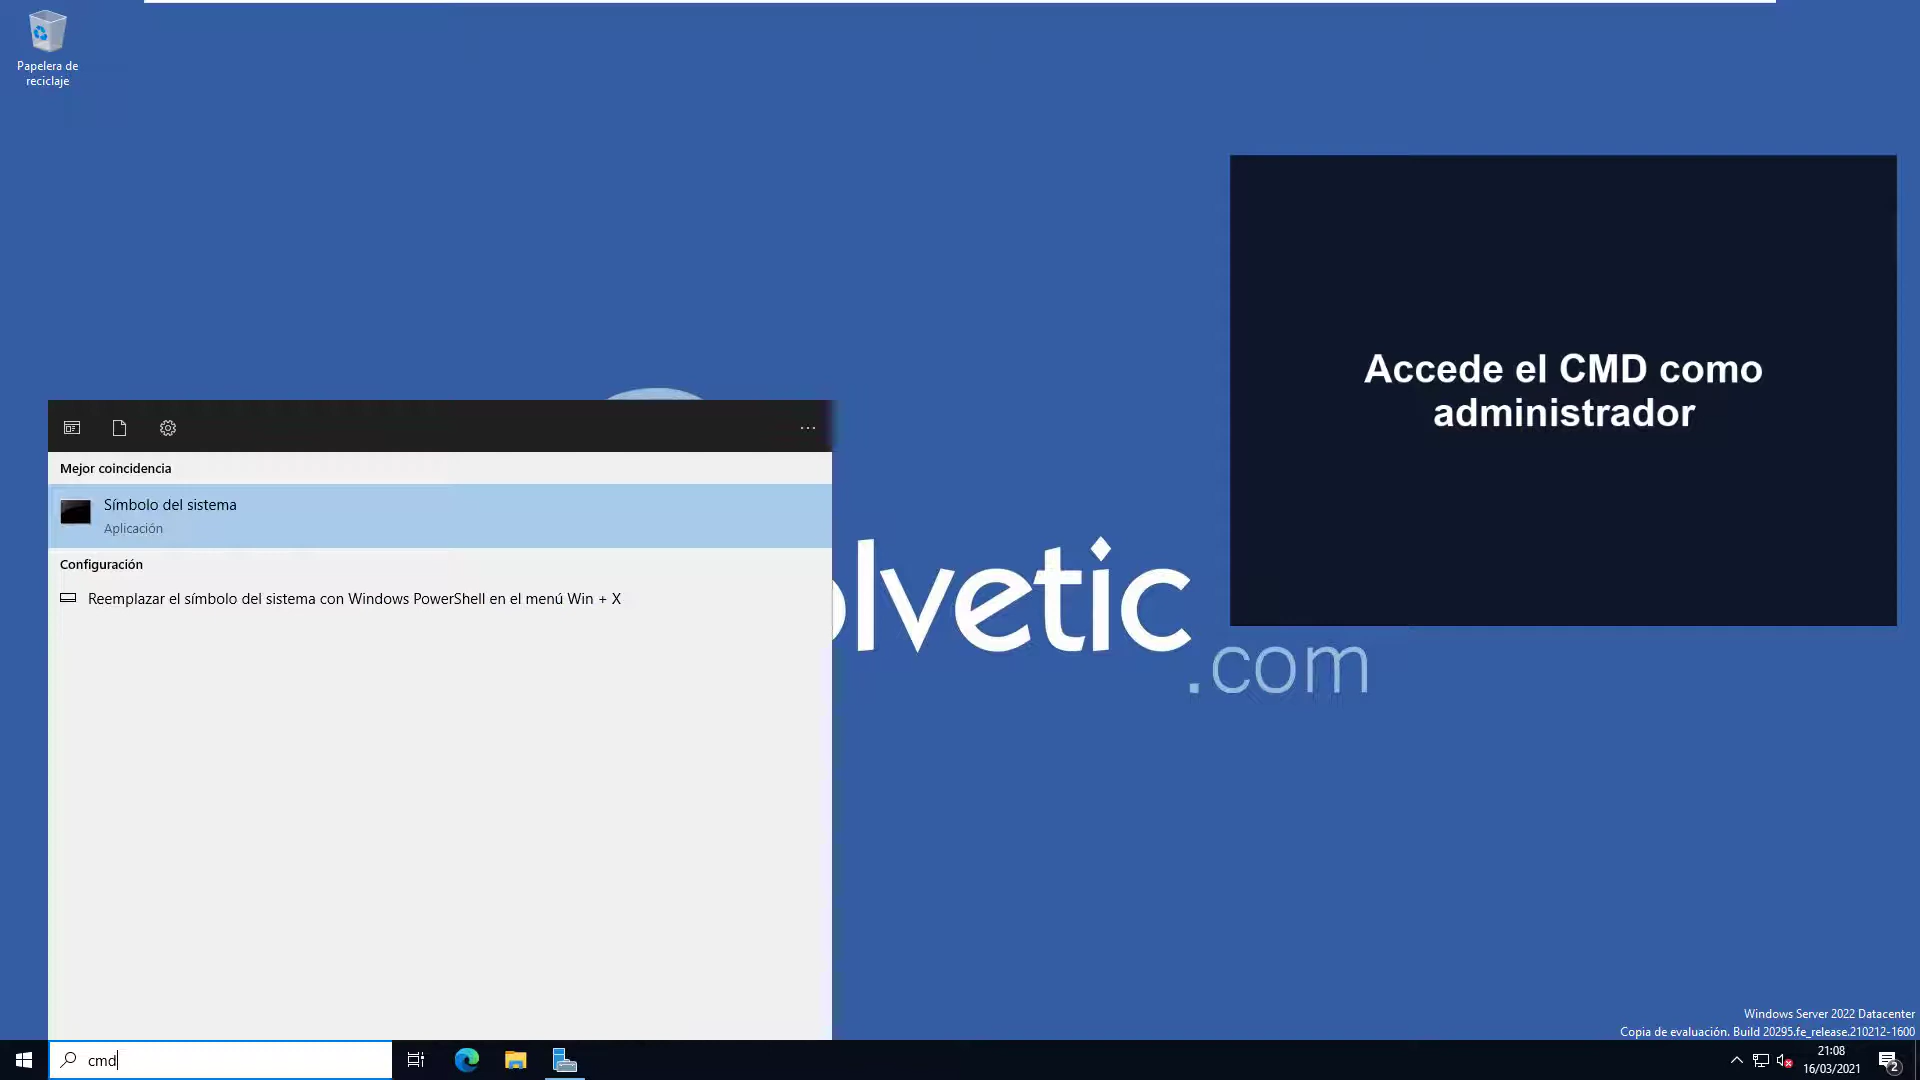 Papelera de
reciclaje
Accede el CMD como
administrador
...
Mejor coincidencia
Símbolo del sistema
Aplicación
Configuración
Reemplazar el símbolo del sistema con Windows PowerShell en el menú Win + X
olvetic
.com
Windows Server 2022 Datacenter
Copia de evaluación. Build 20295.fe_release.210212-1600
cmd
21:08
16/03/2021
2